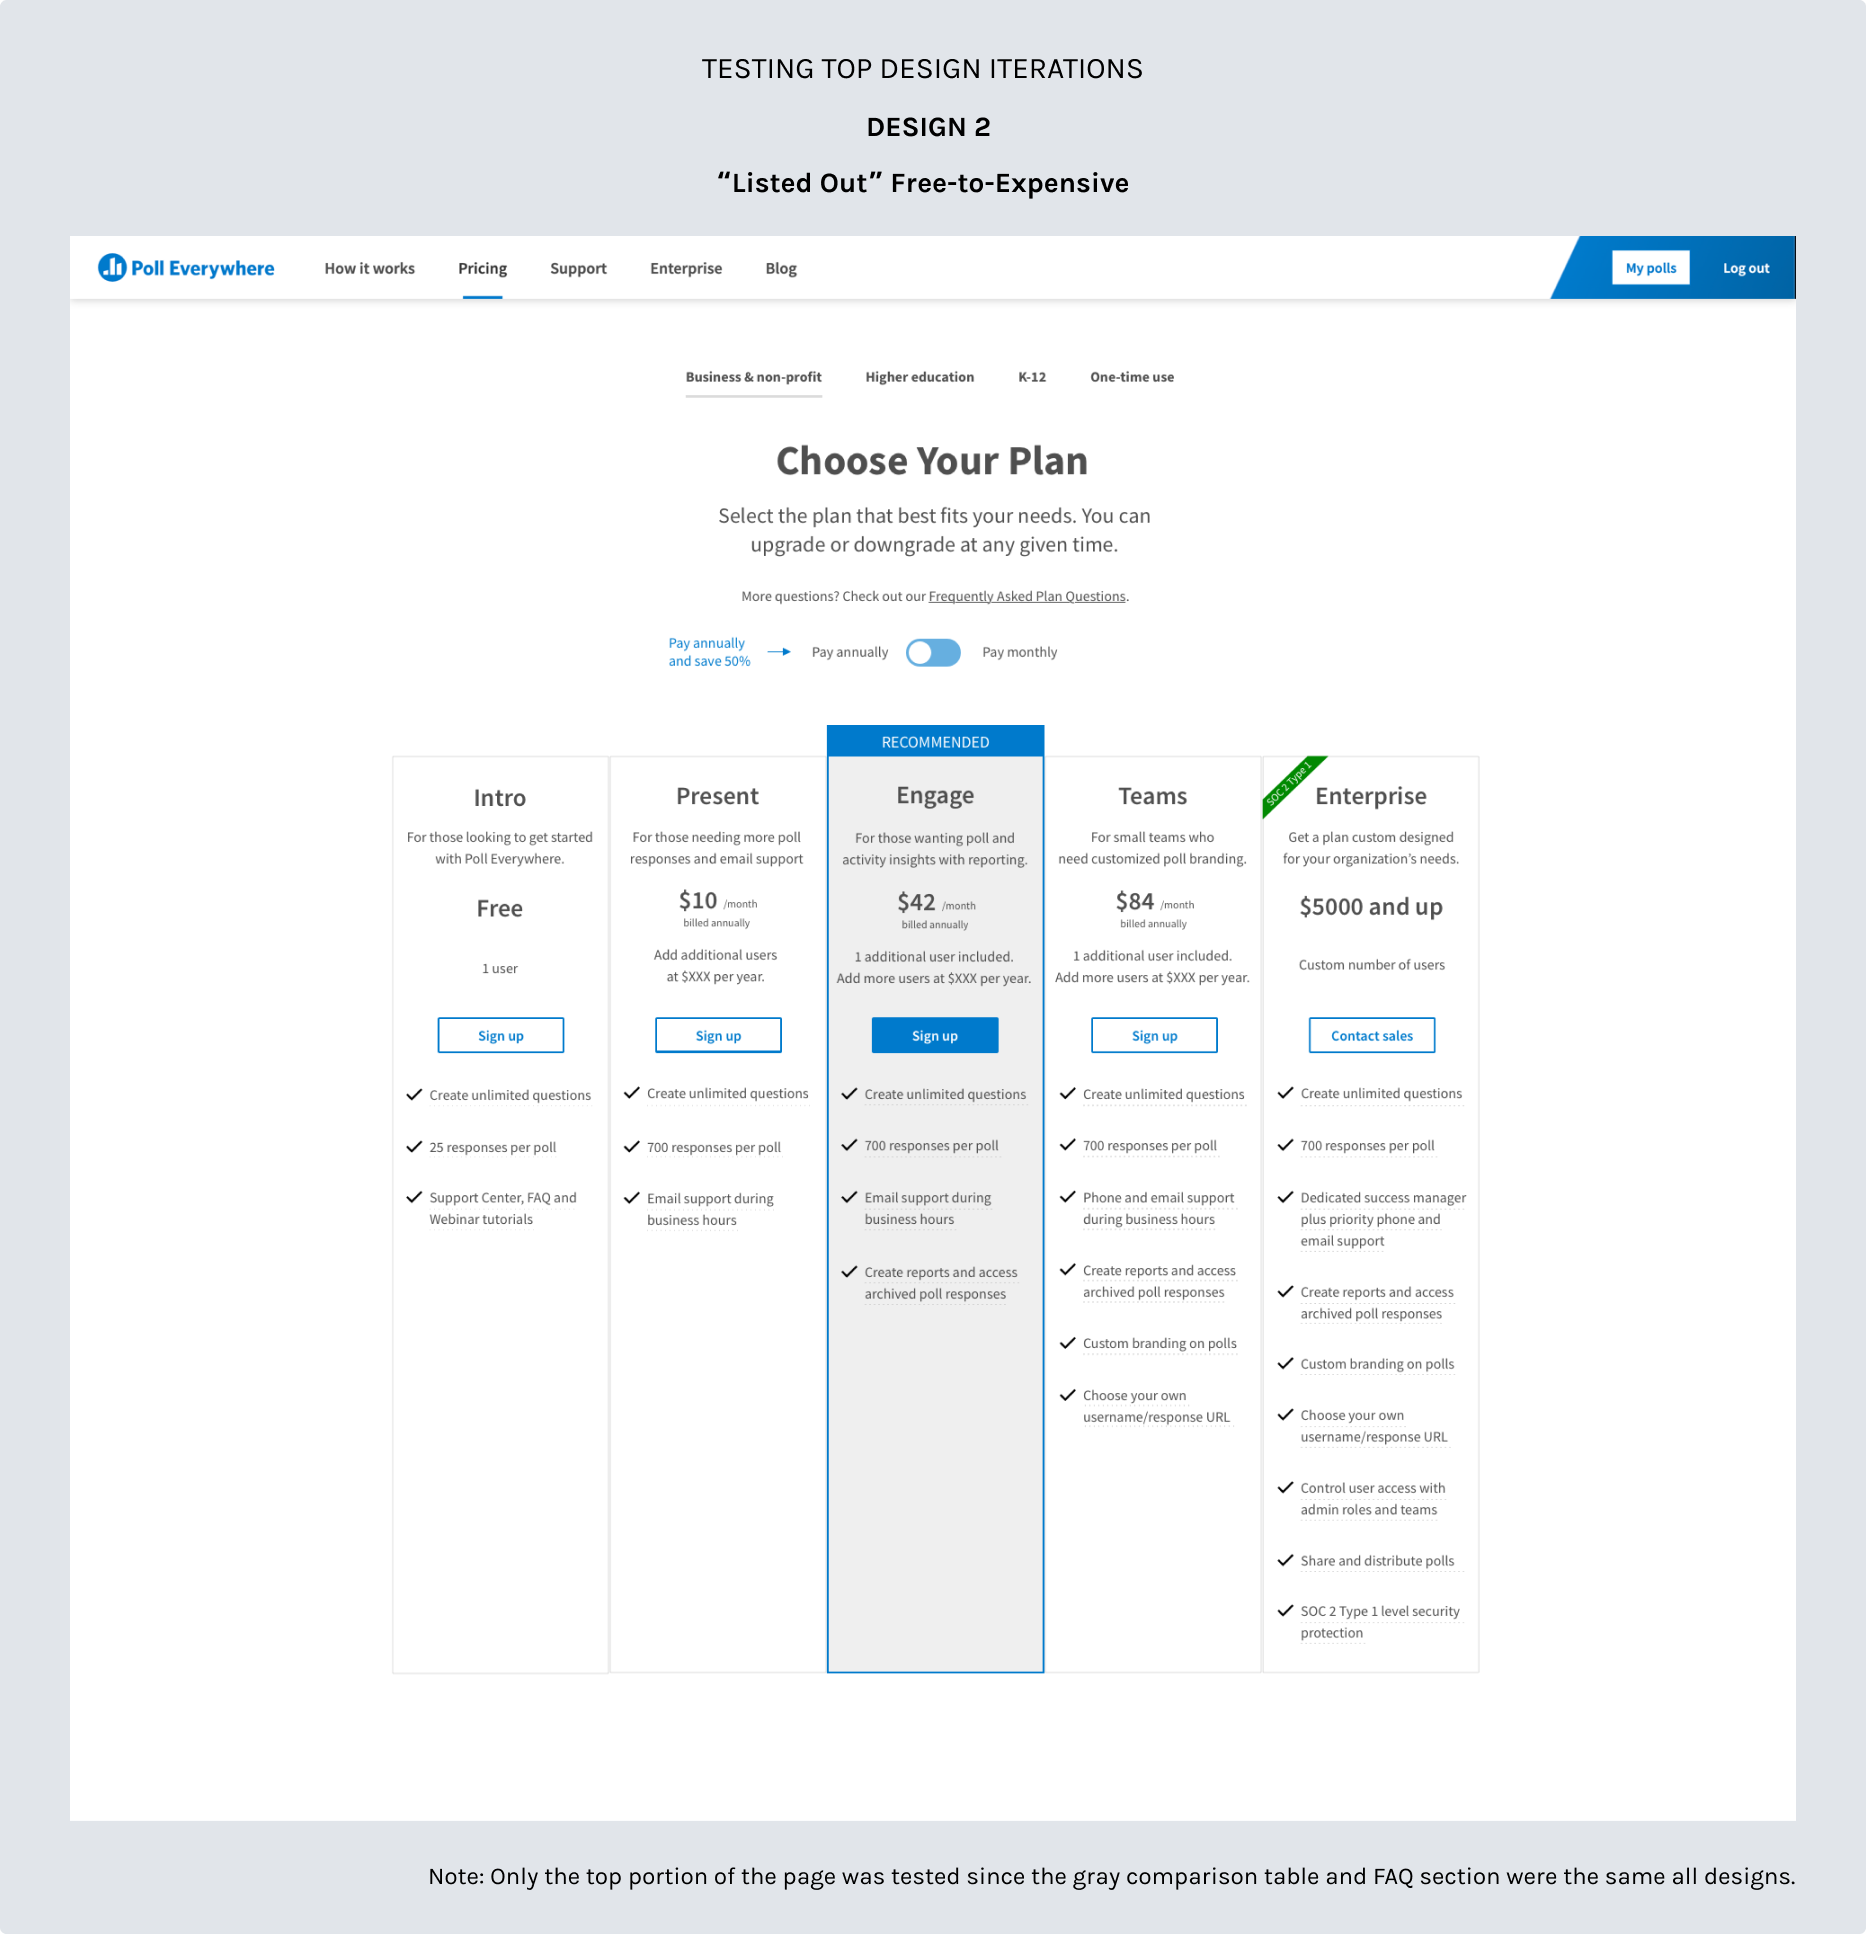 TESTING TOP DESIGN ITERATIONS
DESIGN 2
“Listed Out” Free-to-Expensive
Poll Everywhere
How it works
Pricing
Support
Enterprise
Blog
My polls
Log out
Business & non-profit
Higher education
K-12
One-time use
Choose Your Plan
Select the plan that best fits your needs. You can
upgrade or downgrade at any given time.
More questions? Check out our Frequently Asked Plan Questions.
Pay annually
and save 50%
Pay annually
Pay monthly
Intro
For those looking to get started
with Poll Everywhere.
Free
1 user
Sign up
Create unlimited questions
25 responses per poll
Support Center, FAQ and
Webinar tutorials
Present
For those needing more poll
responses and email support
$10 /month
billed annually
Add additional users
at $XXX per year.
Sign up
Create unlimited questions
700 responses per poll
Email support during
business hours
RECOMMENDED
Engage
For those wanting poll and
activity insights with reporting.
$42 /month
billed annually
1 additional user included.
Add more users at $XXX per year.
Sign up
Create unlimited questions
700 responses per poll
Email support during
business hours
Create reports and access
archived poll responses
Teams
For small teams who
need customized poll branding.
$84 /month
billed annually
1 additional user included.
Add more users at $XXX per year.
Sign up
Create unlimited questions
700 responses per poll
Phone and email support
during business hours
Create reports and access
archived poll responses
Custom branding on polls
Choose your own
username/response URL
SOC 2 Type 1
Enterprise
Get a plan custom designed
for your organization’s needs.
$5000 and up
Custom number of users
Contact sales
Create unlimited questions
700 responses per poll
Dedicated success manager
plus priority phone and
email support
Create reports and access
archived poll responses
Custom branding on polls
Choose your own
username/response URL
Control user access with
admin roles and teams
Share and distribute polls
SOC 2 Type 1 level security
protection
Note: Only the top portion of the page was tested since the gray comparison table and FAQ section were the same all designs.